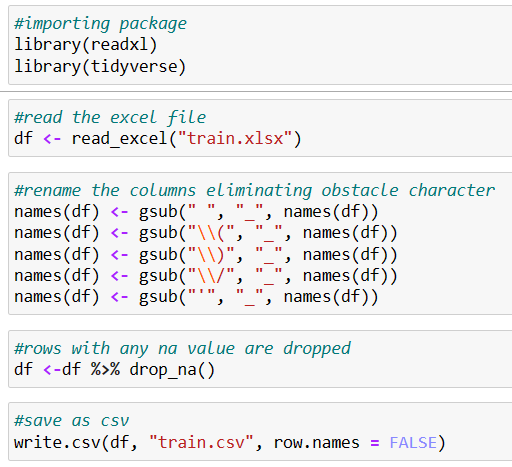 #importing package
library(readxl)
library(tidyverse)
#read the excel file
df <- read_excel("train.xlsx")
#rename the columns eliminating obstacle character
names(df) <- gsub(" ", "_", names(df))
names(df) <- gsub("\\(", "_", names(df))
names(df) <- gsub("\\)", "_", names(df))
names(df) <- gsub("\\/", "_", names(df))
names(df) <- gsub("'", "_", names(df))
#rows with any na value are dropped
df <-df %>% drop_na()
#save as csv
write.csv(df, "train.csv", row.names = FALSE)